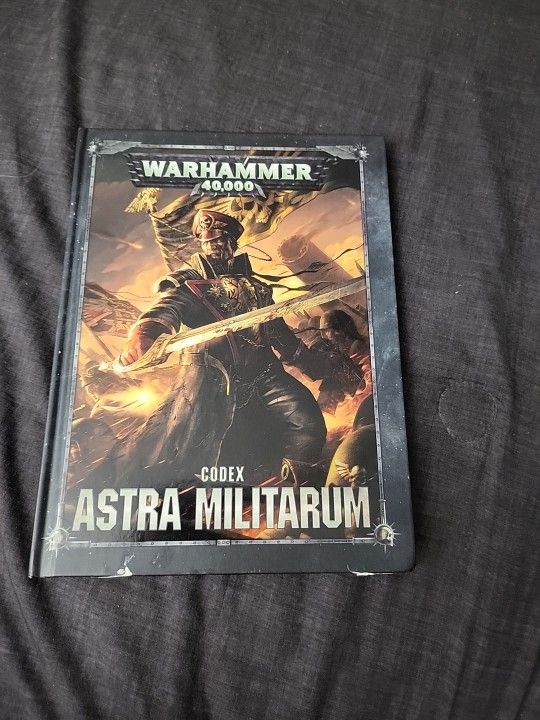 WARHAMMER
40,000
CODEX
ASTRA MILITARUM